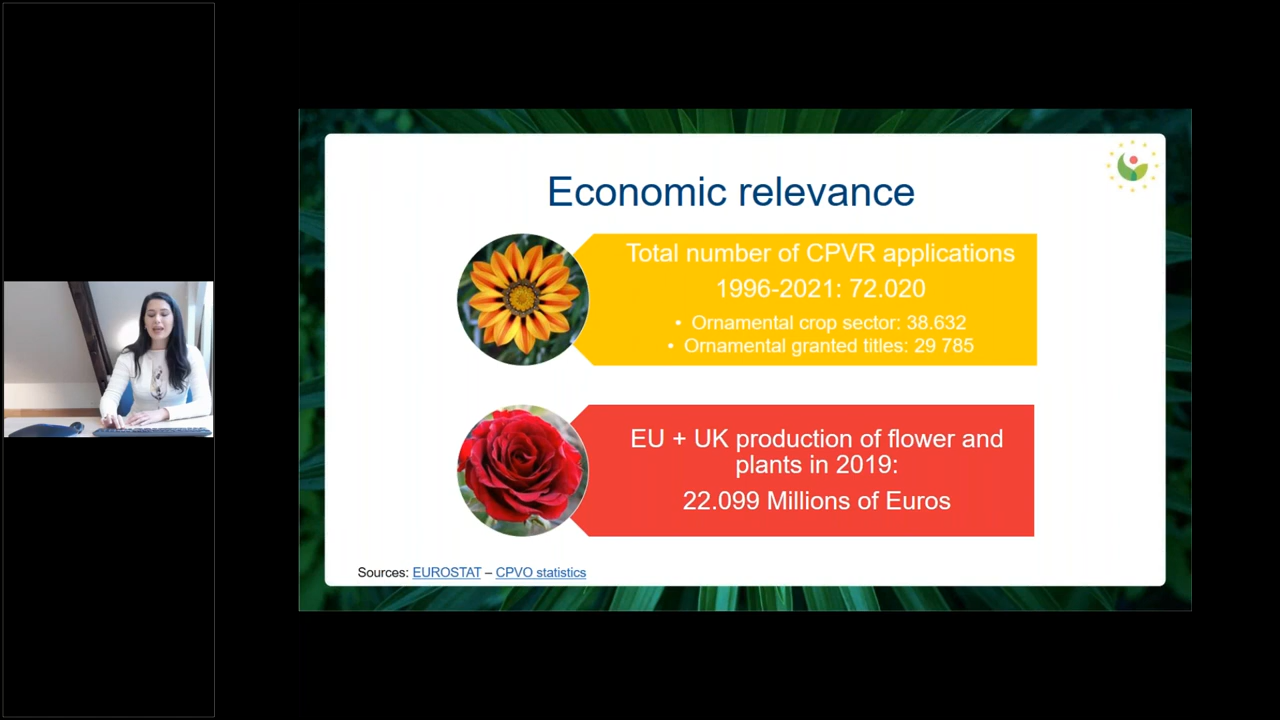 Economic relevance
Total number of CPVR applications
1996-2021: 72.020
• Ornamental crop sector: 38.632
• Ornamental granted titles: 29 785
EU + UK production of flower and
plants in 2019:
22.099 Millions of Euros
Sources: EUROSTAT – CPVO statistics